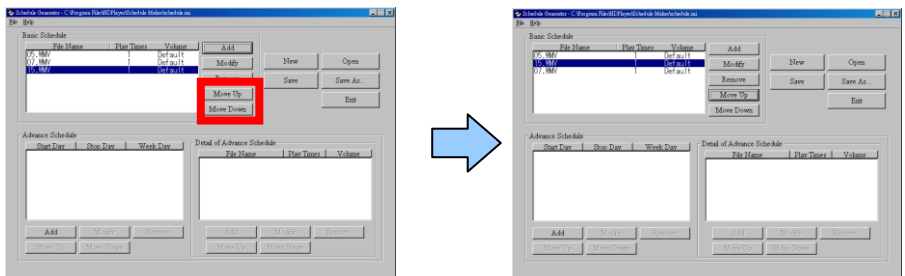 Schedule Generator - C:\Program Files\HDPlayer\Schedule Maker\schedule.ini
File Help
Basic Schedule
File Name Play Times Volume
05.WMV 1 Default
07.WMV 1 Default
15.WMV 1 Default
Add
Modify
Remove
Move Up
Move Down
New Open
Save Save As...
Exit
Advance Schedule
Start Day Stop Day Week Day
Add Modify Remove
Move Up Move Down
Detail of Advance Schedule
File Name Play Times Volume
Add Modify Remove
Move Up Move Down
Schedule Generator - C:\Program Files\HDPlayer\Schedule Maker\schedule.ini
File Help
Basic Schedule
File Name Play Times Volume
05.WMV 1 Default
15.WMV 1 Default
07.WMV 1 Default
Add
Modify
Remove
Move Up
Move Down
New Open
Save Save As...
Exit
Advance Schedule
Start Day Stop Day Week Day
Add Modify Remove
Move Up Move Down
Detail of Advance Schedule
File Name Play Times Volume
Add Modify Remove
Move Up Move Down